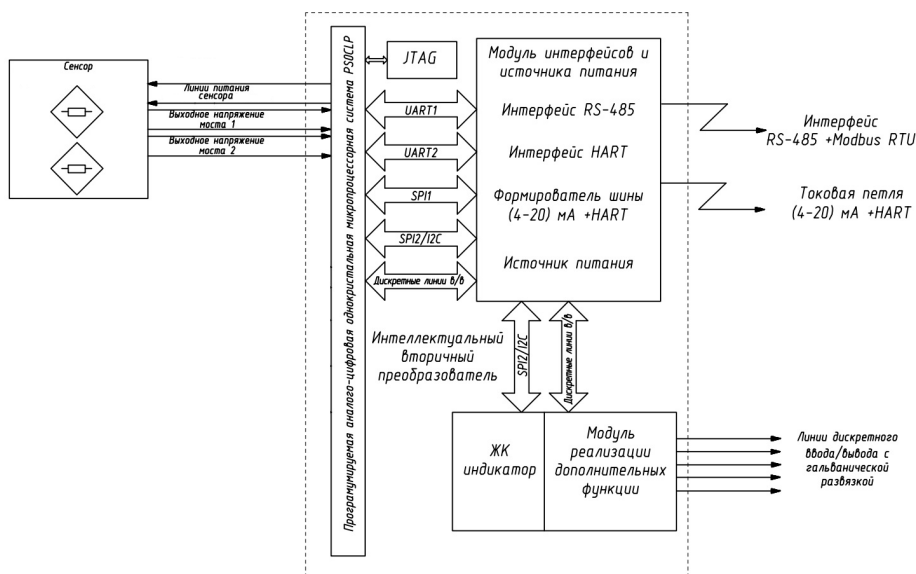 Сенсор
Линии питания
сенсора
Выходное напряжение
моста 1
Выходное напряжение
моста 2
Програмумируемая аналого-цифровая однокристальная микропроцессорная система PSOCLP
JTAG
UART1
UART2
SPI1
SPI2/I2C
Дискретные линии в/в
Модуль интерфейсов и
источника питания
Интерфейс RS-485
Интерфейс HART
Формирователь шины
(4-20) мА +HART
Источник питания
Интерфейс
RS-485 +Modbus RTU
Токовая петля
(4-20) мА +HART
Интеллектуальный
вторичный
преобразователь
SPI2/I2C
Дискретные линии в/в
ЖК
индикатор
Модуль
реализации
дополнительных
функции
Линии дискретного
ввода/вывода с
гальванической
развязкой